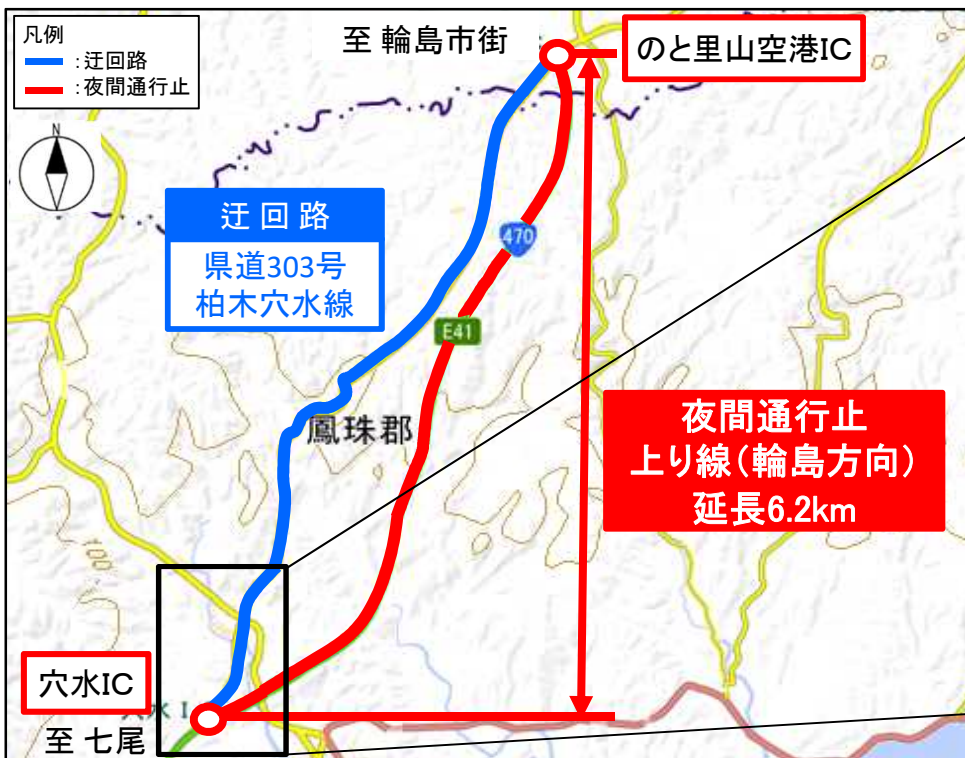 凡例
:迂回路
:夜間通行止
至 輪島市街
のと里山空港IC
N
迂 回 路
県道303号
柏木穴水線
470
E41
鳳珠郡
夜間通行止
上り線(輪島方向)
延長6.2km
100
穴水IC
至 七尾